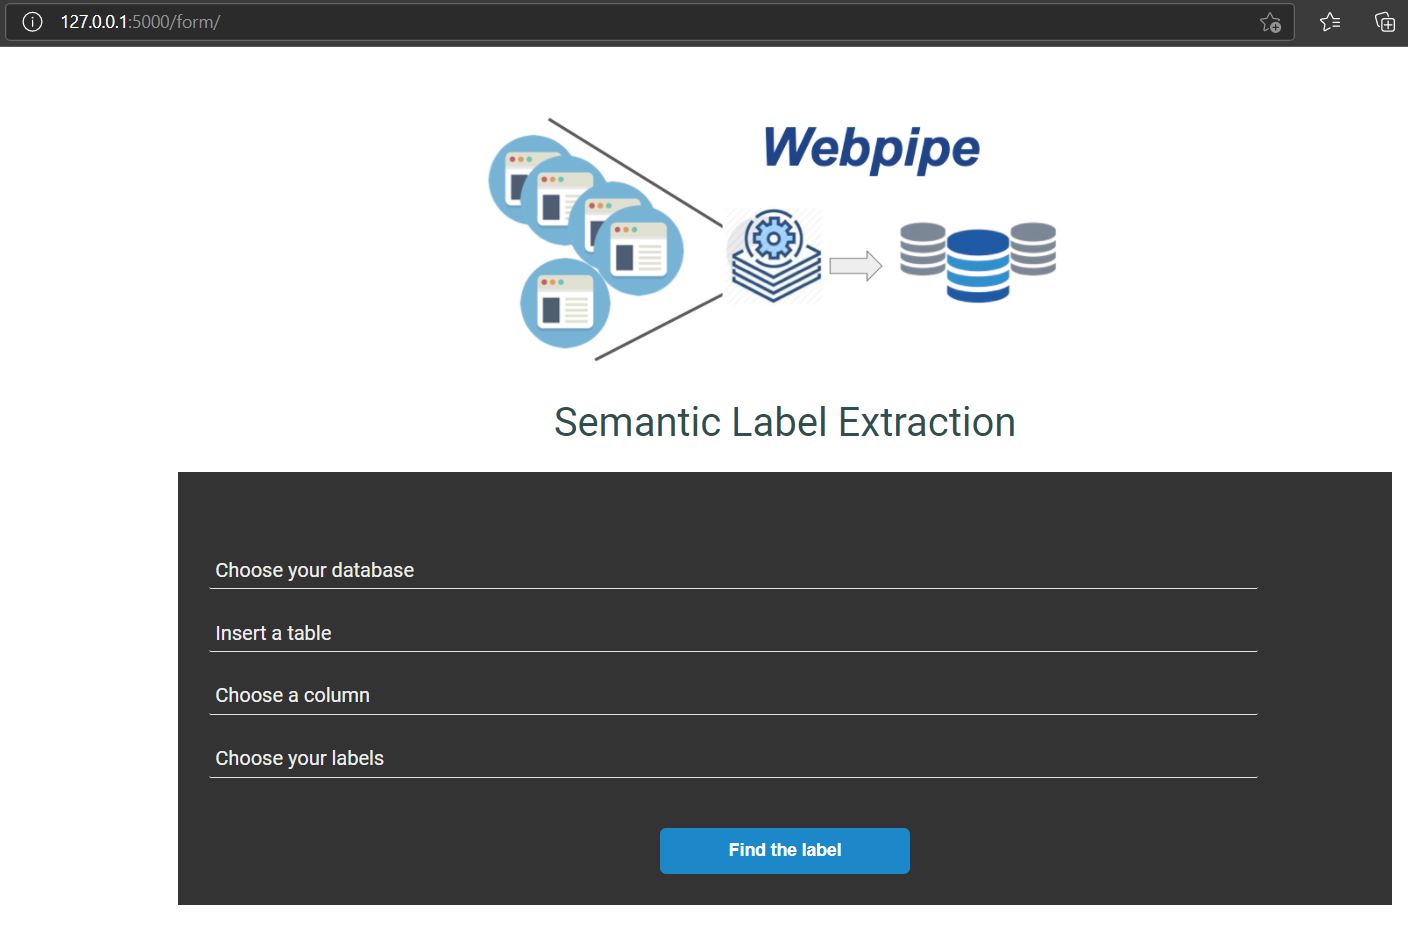 127.0.0.1:5000/form/
Webpipe
Semantic Label Extraction
Choose your database
Insert a table
Choose a column
Choose your labels
Find the label